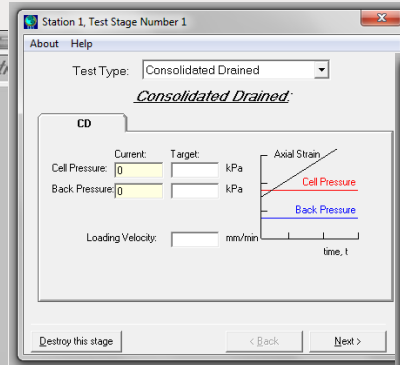 Station 1, Test Stage Number 1
About Help
Test Type: Consolidated Drained
Consolidated Drained:
CD
Current: Target:
Cell Pressure: 0 kPa
Back Pressure: 0 kPa
Loading Velocity: mm/min
Axial Strain
Cell Pressure
Back Pressure
time, t
Destroy this stage < Back Next >